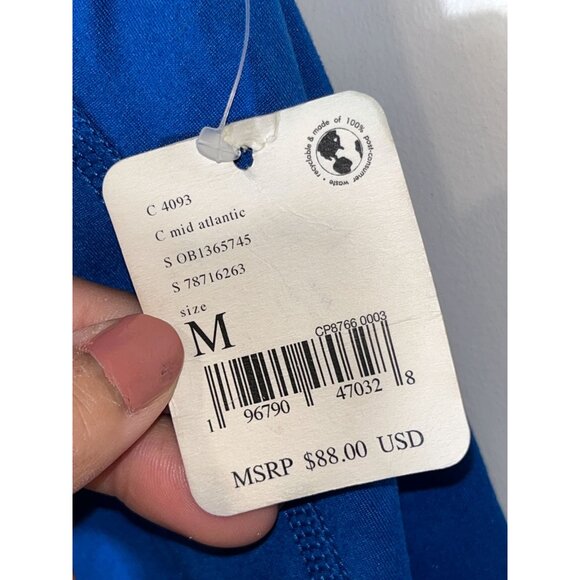 recyclable & made of 100% post-consumer waste •
C 4093
C mid atlantic
S OB1365745
S 78716263
size
M
CP8766 0003
1 96790 47032 8
MSRP $88.00 USD